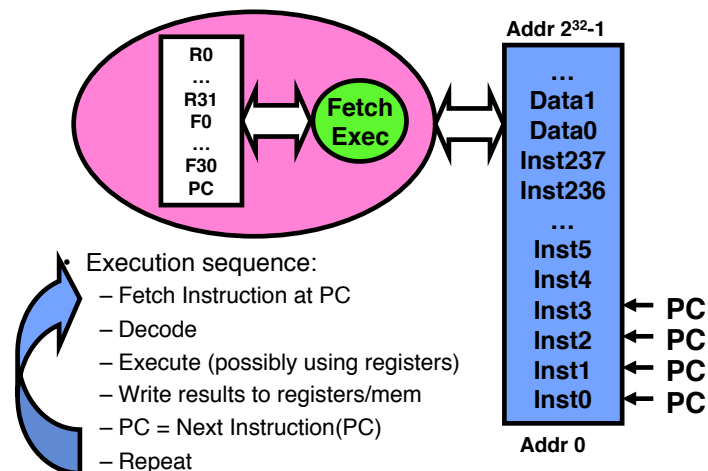 R0
…
R31
F0
…
F30
PC
Fetch
Exec
Addr 2³²-1
…
Data1
Data0
Inst237
Inst236
…
Inst5
Inst4
Inst3
Inst2
Inst1
Inst0
Addr 0
PC
PC
PC
PC
• Execution sequence:
– Fetch Instruction at PC
– Decode
– Execute (possibly using registers)
– Write results to registers/mem
– PC = Next Instruction(PC)
– Repeat